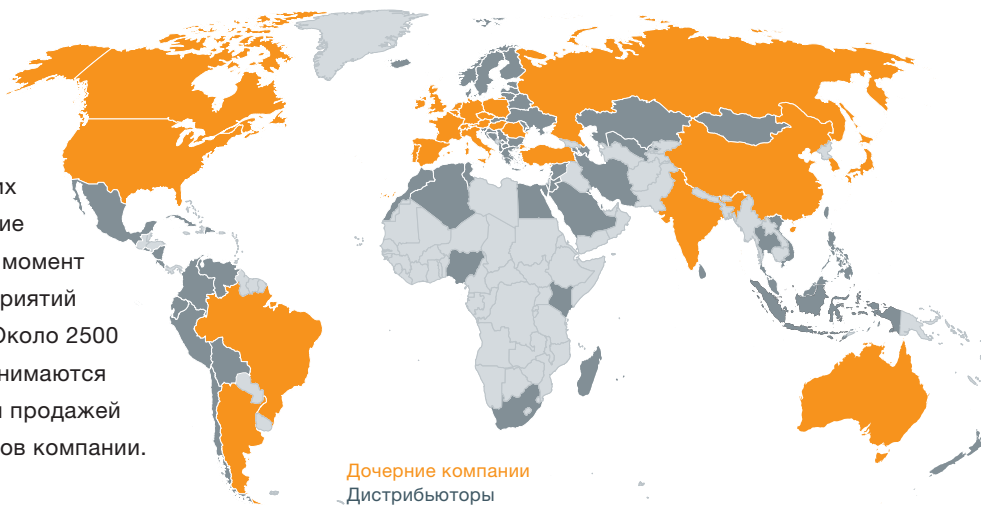 их
ие
момент
риятий
Около 2500
нимаются
и продажей
ов компании.
Дочерние компании
Дистрибьюторы